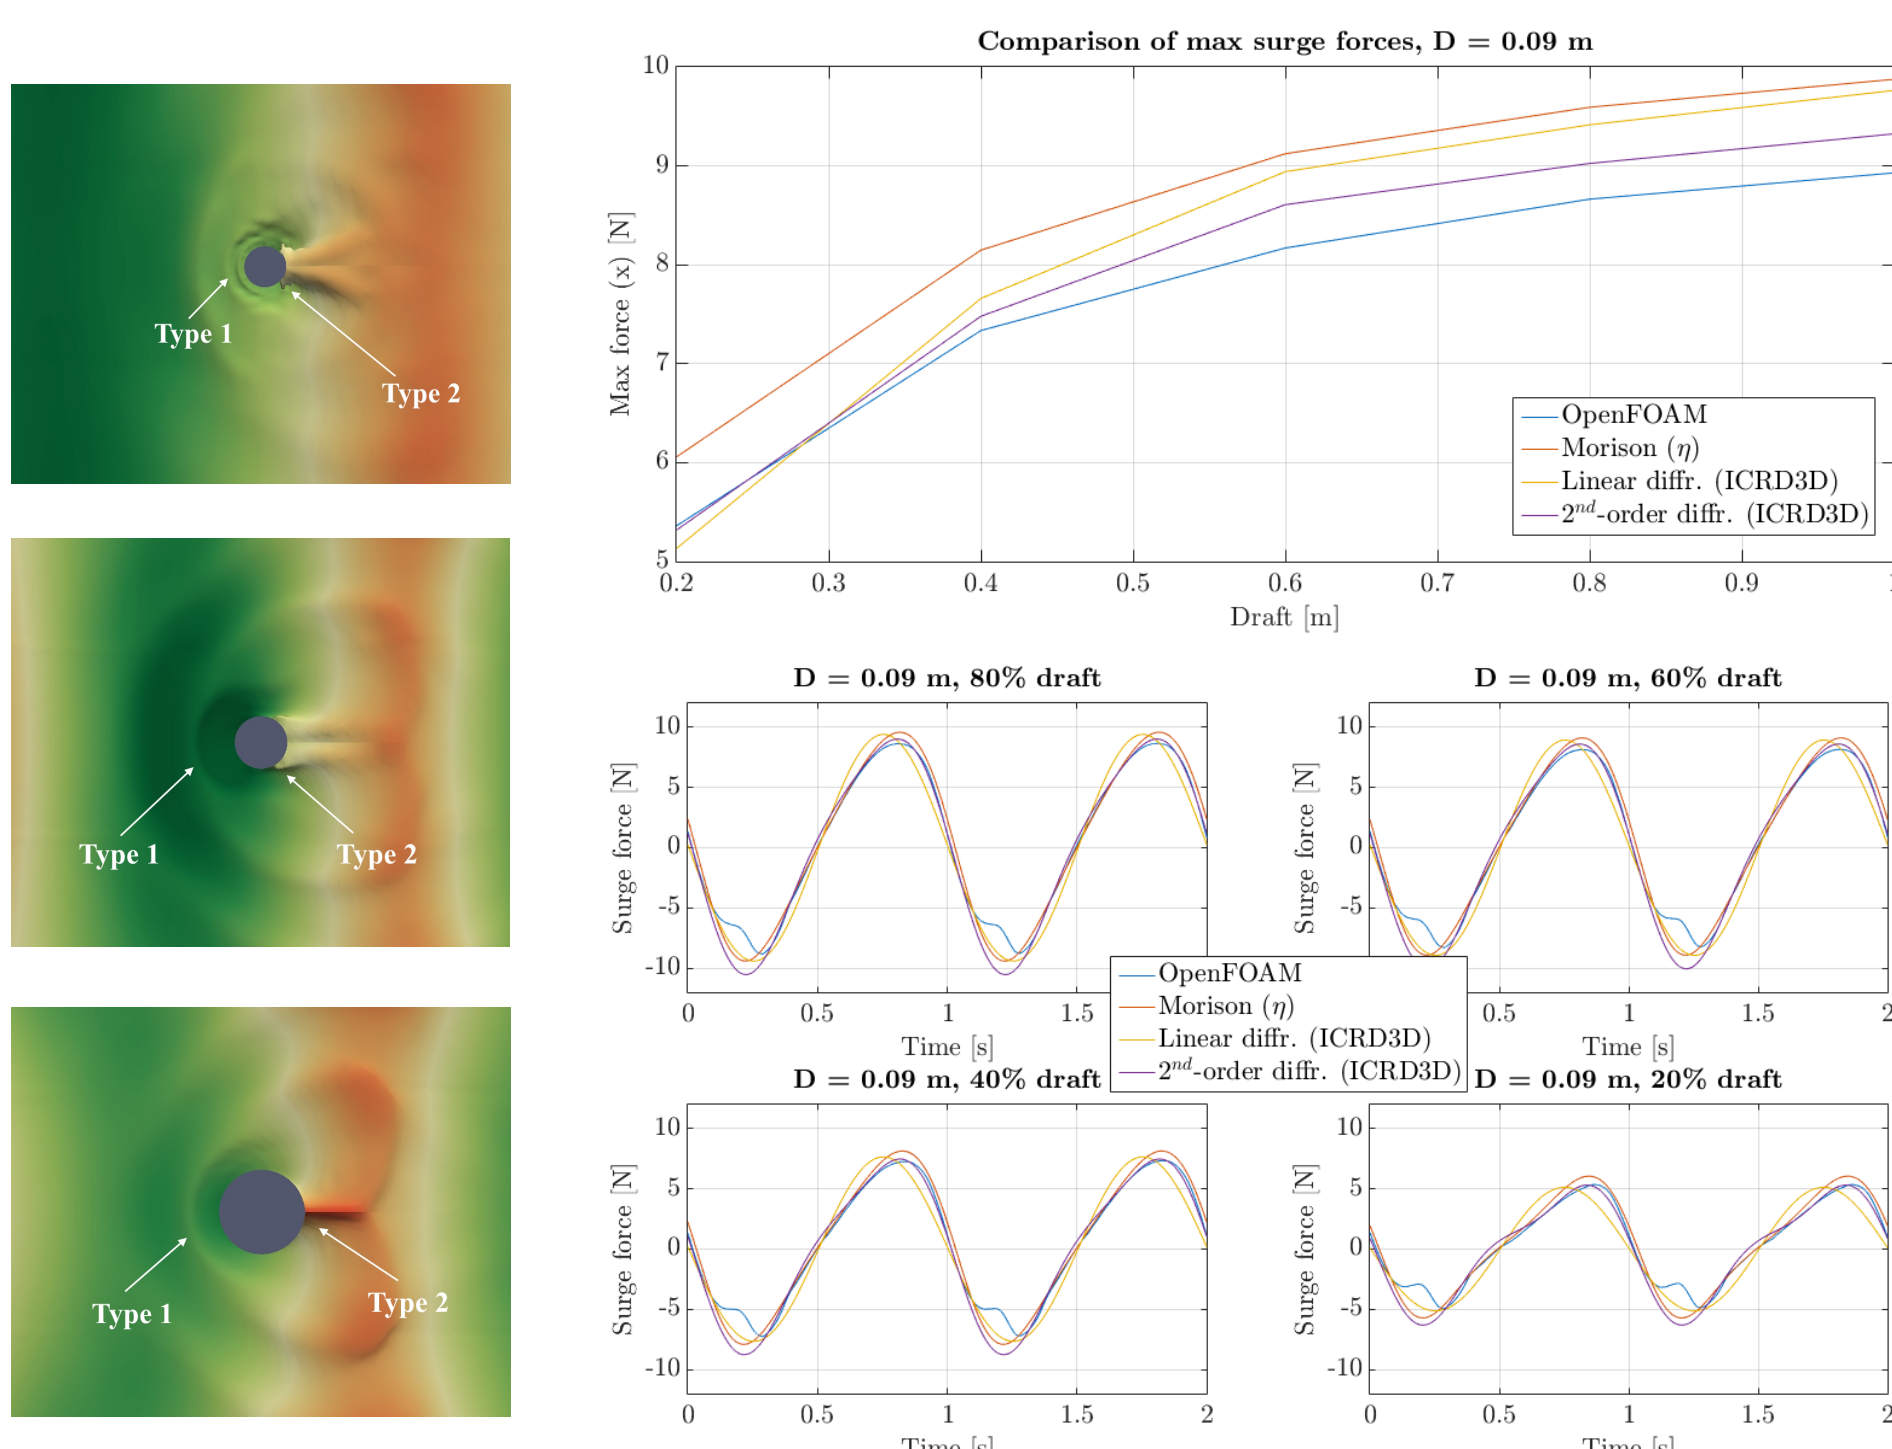 Type 1
Type 2
Type 1
Type 2
Type 1
Type 2
Comparison of max surge forces, D = 0.09 m
Max force (x) [N]
10
9
8
7
6
5
0.2 0.3 0.4 0.5 0.6 0.7 0.8 0.9
Draft [m]
OpenFOAM
Morison (η)
Linear diffr. (ICRD3D)
2nd-order diffr. (ICRD3D)
D = 0.09 m, 80% draft
Surge force [N]
10
5
0
-5
-10
0 0.5 1 1.5
Time [s]
D = 0.09 m, 60% draft
Surge force [N]
10
5
0
-5
0.5 1 1.5 2
Time [s]
OpenFOAM
Morison (η)
Linear diffr. (ICRD3D)
2nd-order diffr. (ICRD3D)
D = 0.09 m, 40% draft
Surge force [N]
10
5
0
-5
-10
0 0.5 1 1.5 2
Time [s]
D = 0.09 m, 20% draft
Surge force [N]
10
5
0
-5
-10
0 0.5 1 1.5 2
Time [s]